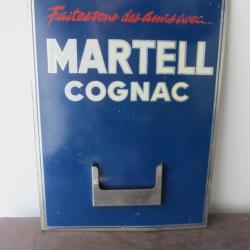 Faites vous des amis avec....
MARTELL
COGNAC